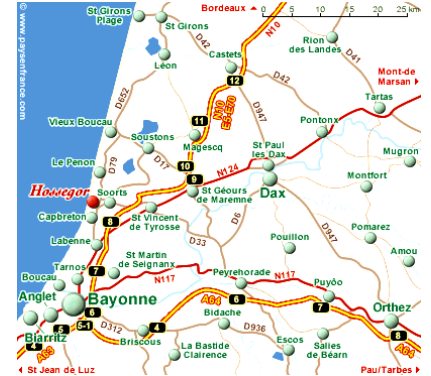 Bordeaux
0 5 10 15 20 25 km
© www.paysenfrance.com
St Girons
Plage
St Girons
N10
Rion
des Landes
D42
D41
Léon
Castets
12
D42
Mont-de
Marsan
D652
N10
E5-E70
D947
Tartas
11
Pontonx
Vieux Boucau
Soustons
Magescq
St Paul
les Dax
Mugron
D79
D17
10
N124
Le Penon
9
Dax
Montfort
Hossegor
Soorts
St Géours
de Maremne
Capbreton
8
St Vincent
de Tyrosse
D6
D947
Pomarez
Labenne
D33
Pouillon
Amou
7
St Martin
de Seignanx
Tarnos
Boucau
N117
Peyrehorade
N117
Puyôo
Anglet
Bayonne
A64
6
7
Orthez
6
5
5-1
D312
4
Bidache
D936
8
Biarritz
4
Briscous
A64
A63
La Bastide
Clairence
Escos
Salies
de Béarn
St Jean de Luz
Pau/Tarbes